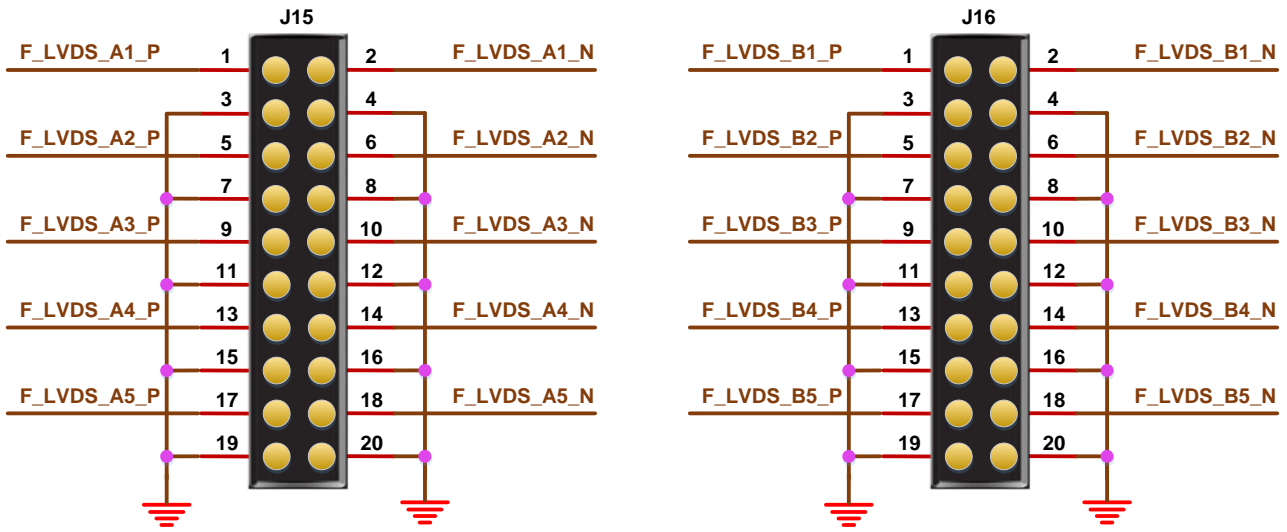 J15 J16
F_LVDS_A1_P 1 2 F_LVDS_A1_N F_LVDS_B1_P 1 2 F_LVDS_B1_N
3 4 3 4
F_LVDS_A2_P 5 6 F_LVDS_A2_N F_LVDS_B2_P 5 6 F_LVDS_B2_N
7 8 7 8
F_LVDS_A3_P 9 10 F_LVDS_A3_N F_LVDS_B3_P 9 10 F_LVDS_B3_N
11 12 11 12
F_LVDS_A4_P 13 14 F_LVDS_A4_N F_LVDS_B4_P 13 14 F_LVDS_B4_N
15 16 15 16
F_LVDS_A5_P 17 18 F_LVDS_A5_N F_LVDS_B5_P 17 18 F_LVDS_B5_N
19 20 19 20